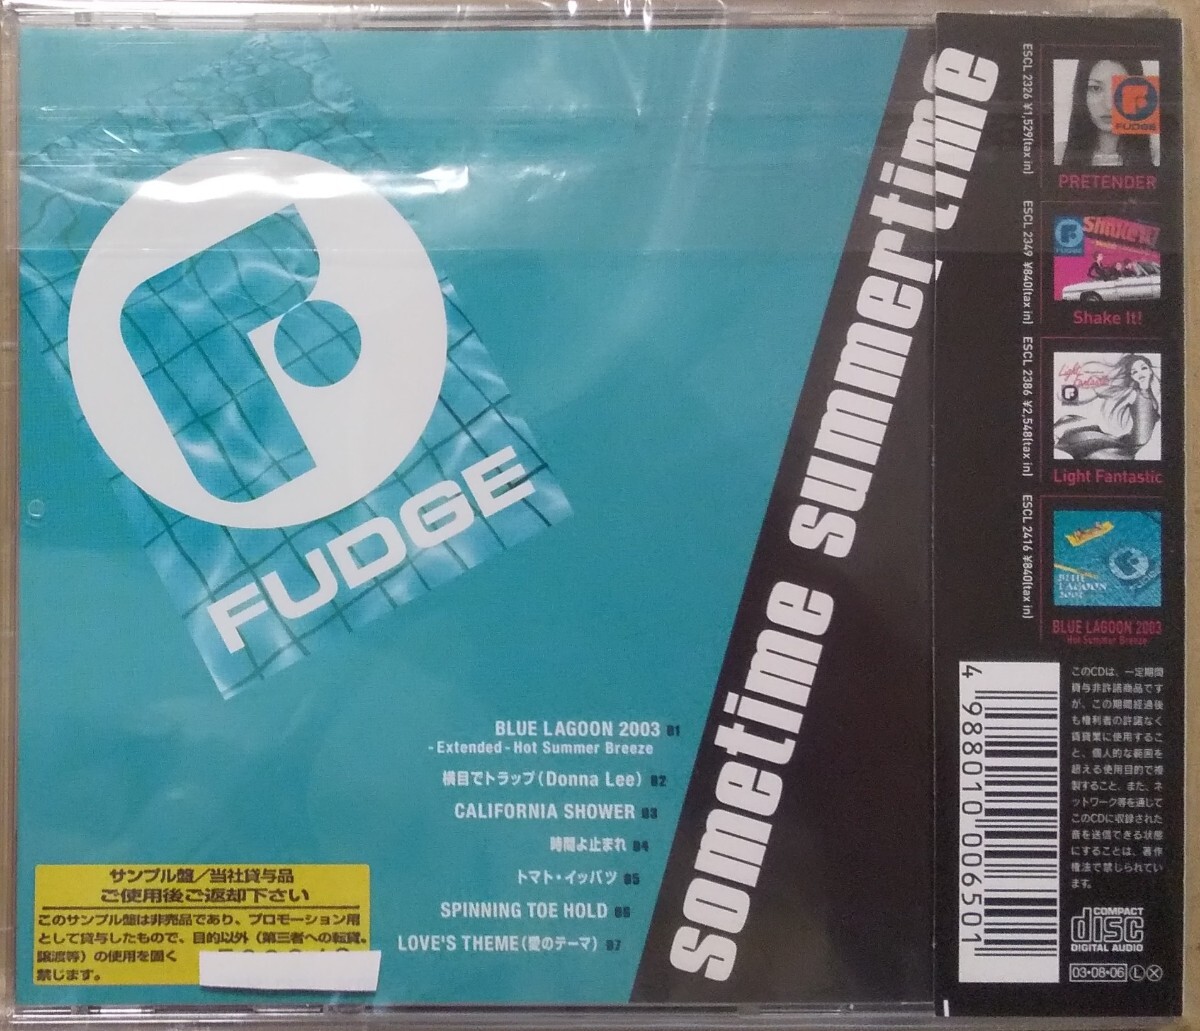 FUDGE
sometime summertime
BLUE LAGOON 2003 01
- Extended - Hot Summer Breeze
横目でトラップ(Donna Lee) 02
CALIFORNIA SHOWER 03
時間よ止まれ 04
トマト・イッパツ 05
SPINNING TOE HOLD 06
LOVE'S THEME(愛のテーマ) 07
サンプル盤/当社貸与品
ご使用後ご返却下さい
このサンプル盤は非売品であり、プロモーション用
として貸与したもので、目的以外(第三者への転貸、
譲渡等)の使用を固く
禁じます。
FUDGE
PRETENDER
ESCL 2326 ¥1,529(tax in)
Shake It!
FUDGE
Shake It!
ESCL 2349 ¥840(tax in)
Light Fantastic
Light Fantastic
ESCL 2386 ¥2,548(tax in)
BLUE LAGOON 2003
FUDGE
BLUE LAGOON 2003
-Hot Summer Breeze
ESCL 2416 ¥840(tax in)
4 988010 006501
このCDは、一定期間
貸与非許諾商品です
が、この期間経過後
も権利者の許諾なく
賃貸業に使用するこ
と、個人的な範囲を
超える使用目的で複
製すること、また、ネ
ットワーク等を通じて
このCDに収録された
音を送信できる状態
にすることは、著作
権法で禁じられてい
ます。
COMPACT
disc
DIGITAL AUDIO
03・08・06 Ⓛ Ⓧ